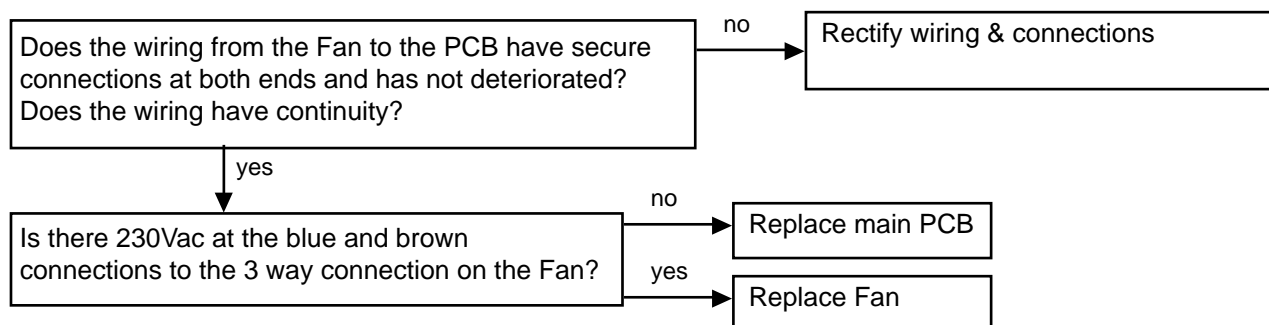 Does the wiring from the Fan to the PCB have secure
connections at both ends and has not deteriorated?
Does the wiring have continuity?
no
Rectify wiring & connections
yes
Is there 230Vac at the blue and brown
connections to the 3 way connection on the Fan?
no
Replace main PCB
yes
Replace Fan